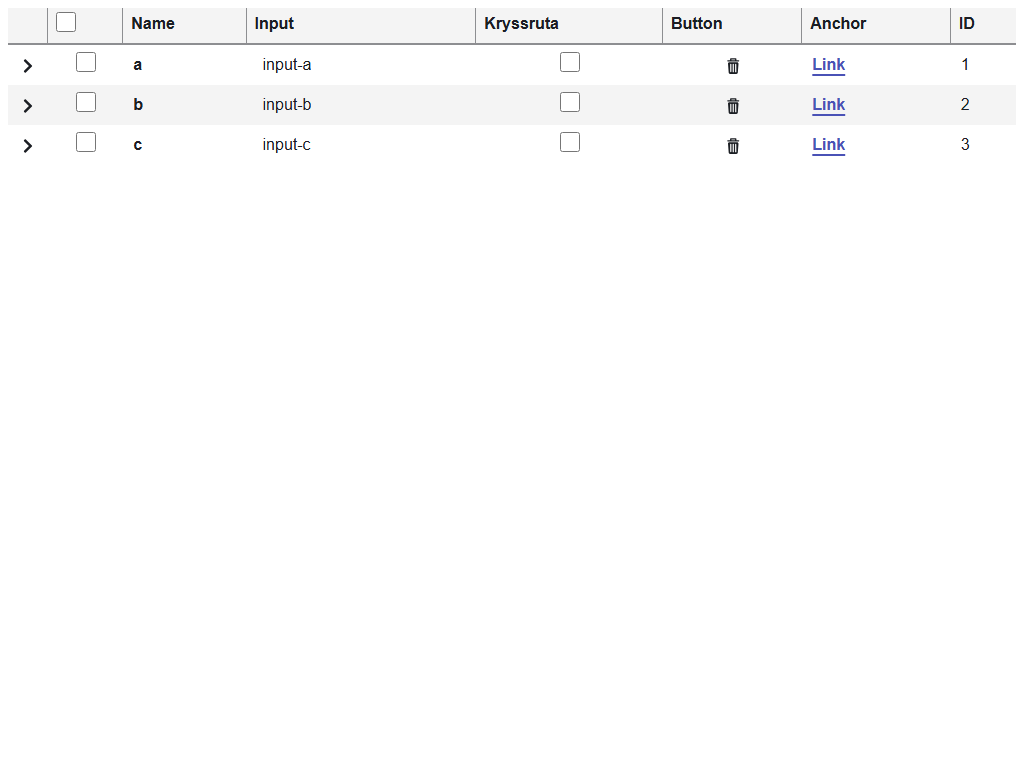 Name Input Kryssruta Button Anchor ID
a input-a Link 1
b input-b Link 2
c input-c Link 3